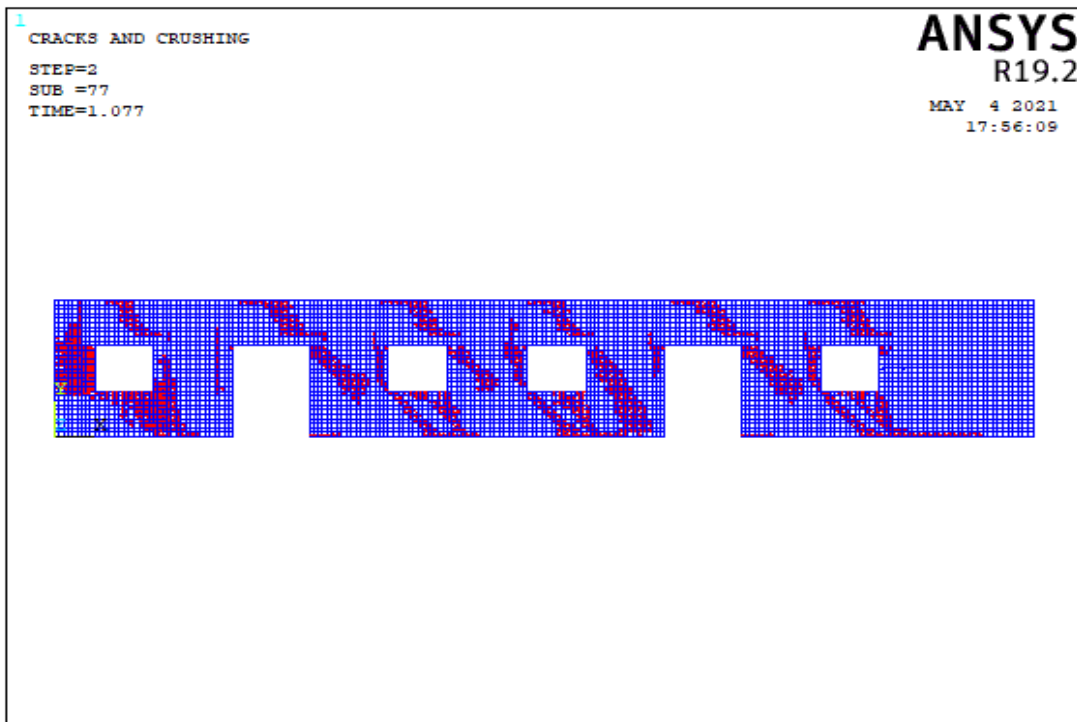 1
CRACKS AND CRUSHING
STEP=2
SUB =77
TIME=1.077
ANSYS
R19.2
MAY  4 2021
17:56:09
Y
X